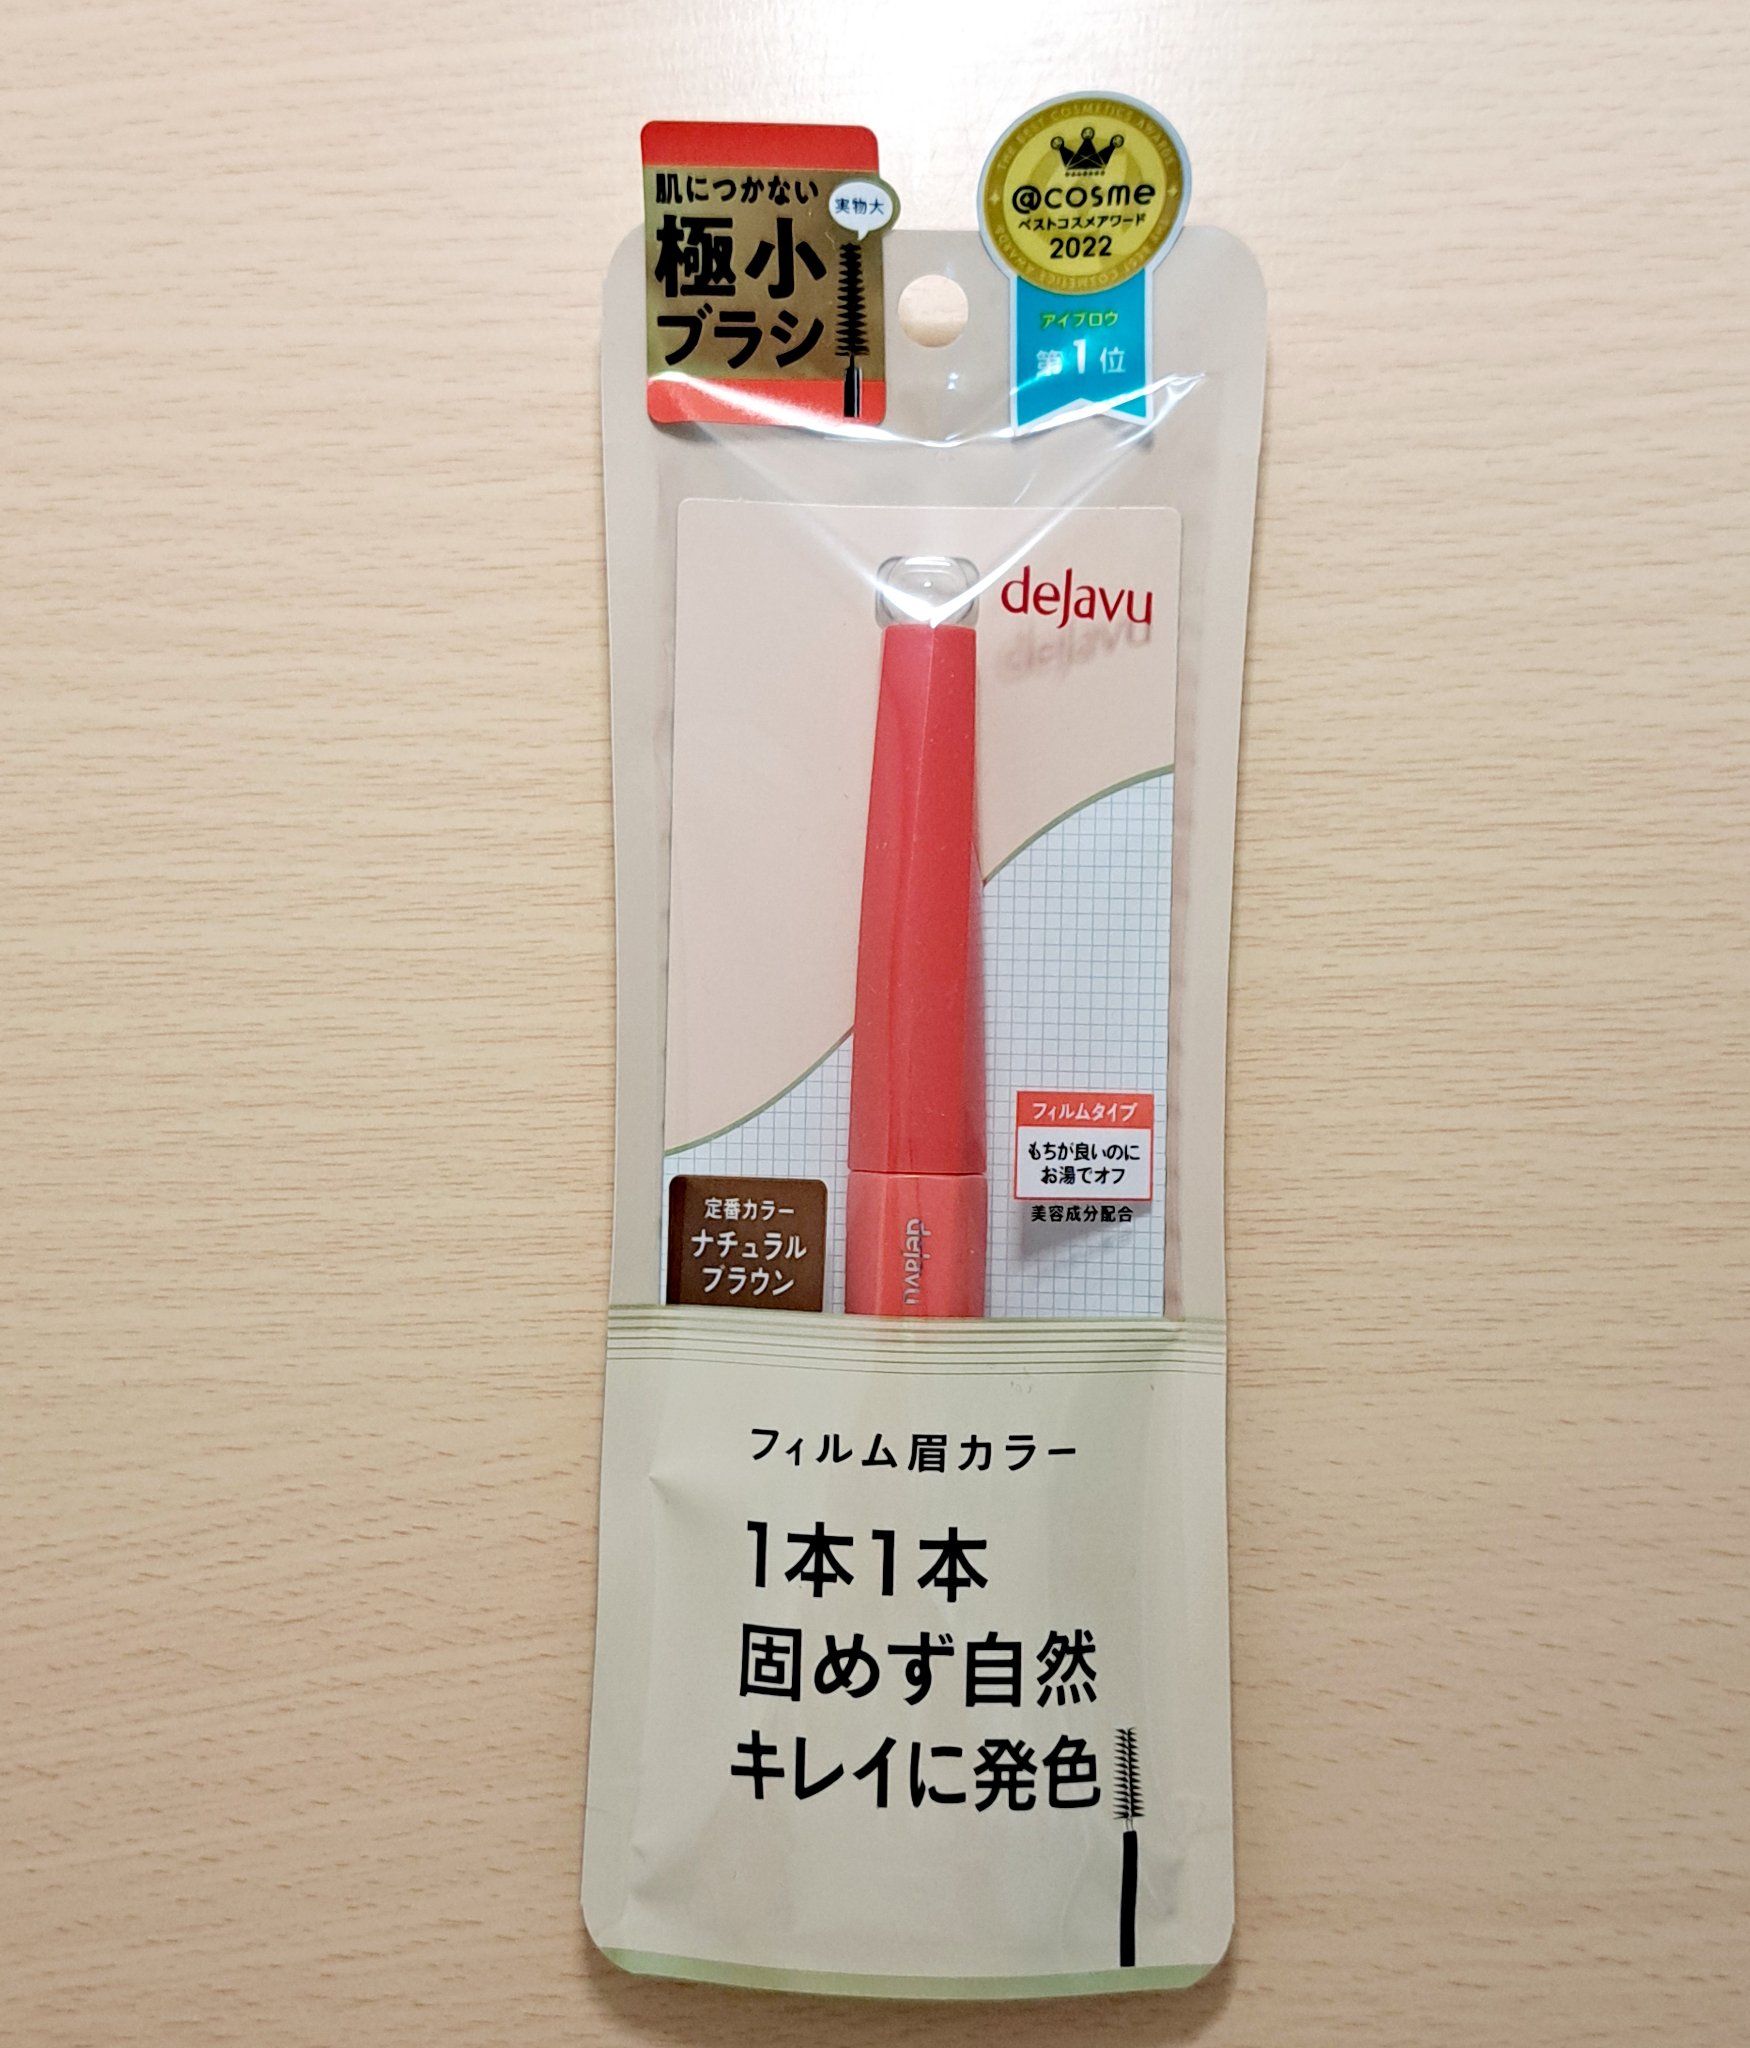 肌につかない
極小
ブラシ
実物大
THE BEST COSMETICS AWARDS
@cosme
ベストコスメアワード
2022
THE BEST COSMETICS AWARDS
アイブロウ
第1位
dejavu
フィルムタイプ
もちが良いのに
お湯でオフ
美容成分配合
定番カラー
ナチュラル
ブラウン
dejavu
フィルム眉カラー
1本1本
固めず自然
キレイに発色